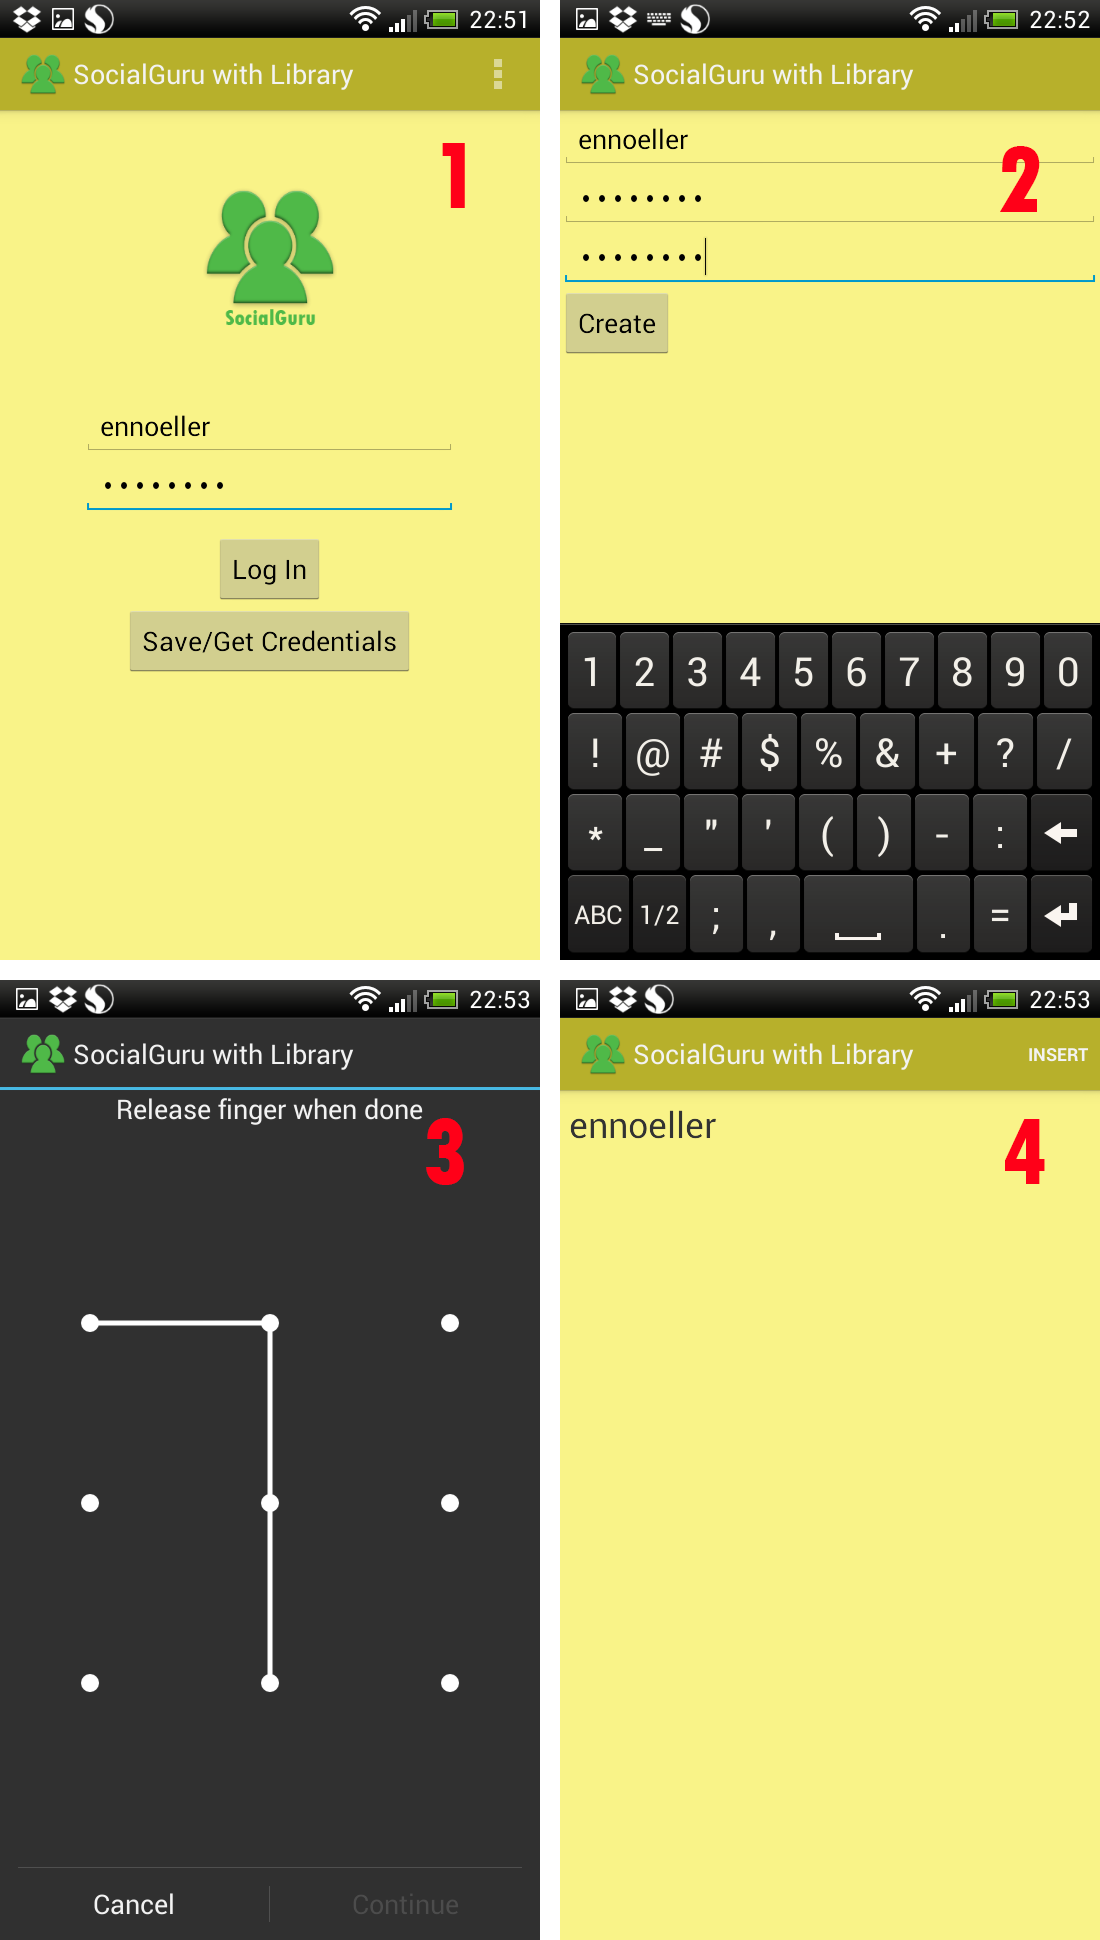 22:51
SocialGuru with Library
1
SocialGuru
ennoeller
••••••••
Log In
Save/Get Credentials
22:52
SocialGuru with Library
ennoeller
2
••••••••
••••••••
Create
1 2 3 4 5 6 7 8 9 0
! @ # $ % & + ? /
* _ " ' ( ) - :
ABC 1/2 ; , . =
22:53
SocialGuru with Library
Release finger when done
3
Cancel Continue
22:53
SocialGuru with Library INSERT
ennoeller
4